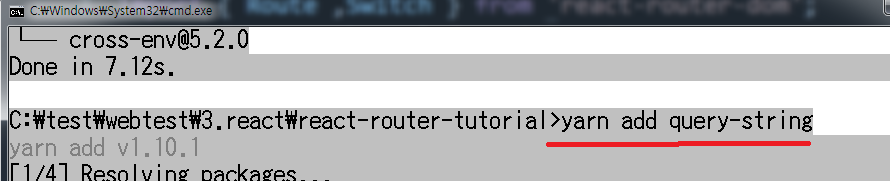 { Route ,Switch } from 'react-router-dom';
C:\Windows\System32\cmd.exe
└── cross-env@5.2.0
Done in 7.12s.
C:₩test₩webtest₩3.react₩react-router-tutorial>yarn add query-string
yarn add v1.10.1
[1/4] Resolving packages...